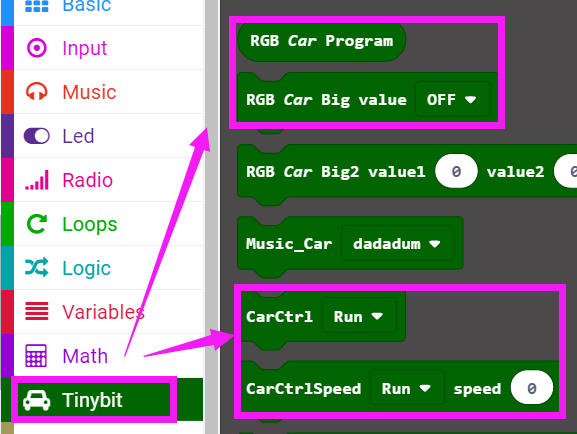 Basic
Input
Music
Led
Radio
Loops
Logic
Variables
Math
Tinybit
RGB Car Program
RGB Car Big value OFF
RGB Car Big2 value1 0 value2 0
Music_Car dadadum
CarCtrl Run
CarCtrlSpeed Run speed 0